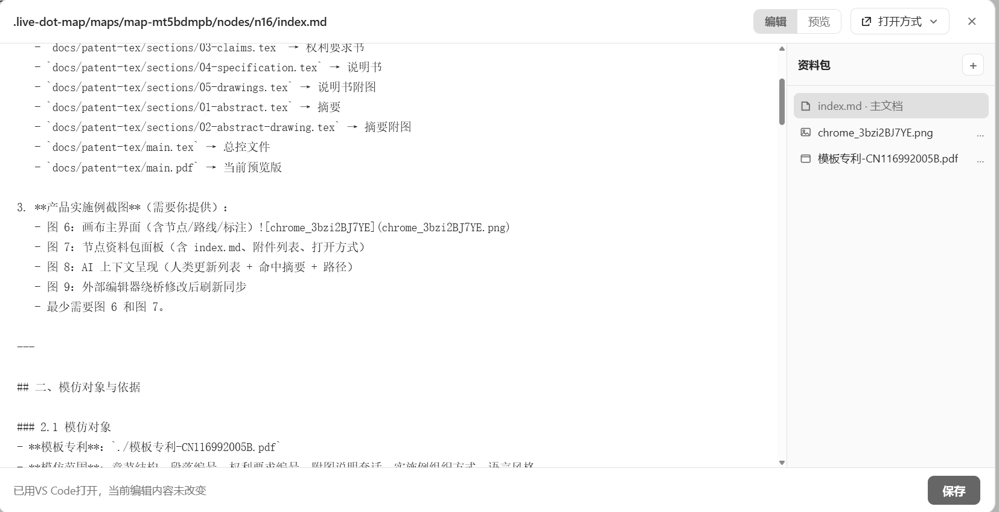 .live-dot-map/maps/map-mt5bdmpb/nodes/n16/index.md
编辑
预览
打开方式
- `docs/patent-tex/sections/03-claims.tex` → 权利要求书
- `docs/patent-tex/sections/04-specification.tex` → 说明书
- `docs/patent-tex/sections/05-drawings.tex` → 说明书附图
- `docs/patent-tex/sections/01-abstract.tex` → 摘要
- `docs/patent-tex/sections/02-abstract-drawing.tex` → 摘要附图
- `docs/patent-tex/main.tex` → 总控文件
- `docs/patent-tex/main.pdf` → 当前预览版
3. **产品实施例截图**（需要你提供）：
- 图 6：画布主界面（含节点/路线/标注）![chrome_3bzi2BJ7YE](chrome_3bzi2BJ7YE.png)
- 图 7：节点资料包面板（含 index.md、附件列表、打开方式）
- 图 8：AI 上下文呈现（人类更新列表 + 命中摘要 + 路径）
- 图 9：外部编辑器绕桥修改后刷新同步
- 最少需要图 6 和图 7。
---
## 二、模仿对象与依据
### 2.1 模仿对象
- **模板专利**：`./模板专利-CN116992005B.pdf`
- **模仿范围**：章节结构、段落编号、权利要求编号、附图说明套话、实施例组织方式、语言风格
资料包
+
index.md · 主文档
chrome_3bzi2BJ7YE.png ...
模板专利-CN116992005B.pdf ...
已用VS Code打开，当前编辑内容未改变
保存